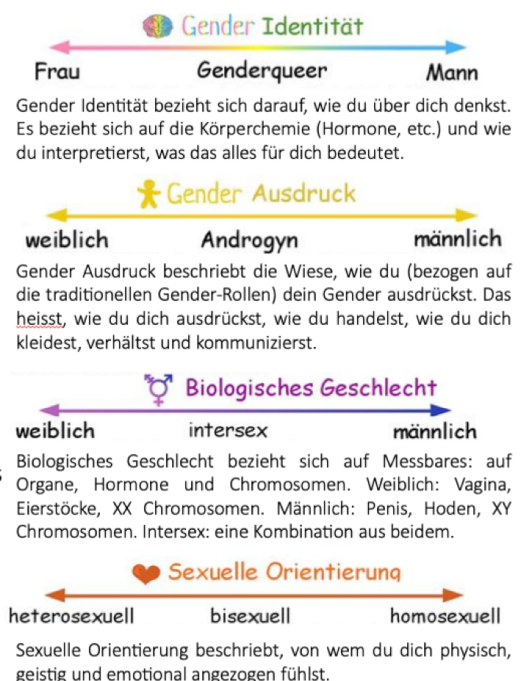 Gender Identität
Frau Genderqueer Mann
Gender Identität bezieht sich darauf, wie du über dich denkst.
Es bezieht sich auf die Körperchemie (Hormone, etc.) und wie
du interpretierst, was das alles für dich bedeutet.
Gender Ausdruck
weiblich Androgyn männlich
Gender Ausdruck beschriebt die Wiese, wie du (bezogen auf
die traditionellen Gender-Rollen) dein Gender ausdrückst. Das
heisst, wie du dich ausdrückst, wie du handelst, wie du dich
kleidest, verhältst und kommunizierst.
Biologisches Geschlecht
weiblich intersex männlich
Biologisches Geschlecht bezieht sich auf Messbares: auf
Organe, Hormone und Chromosomen. Weiblich: Vagina,
Eierstöcke, XX Chromosomen. Männlich: Penis, Hoden, XY
Chromosomen. Intersex: eine Kombination aus beidem.
Sexuelle Orientierung
heterosexuell bisexuell homosexuell
Sexuelle Orientierung beschriebt, von wem du dich physisch,
geistig und emotional angezogen fühlst.